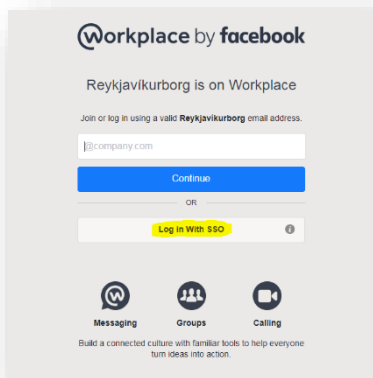 Workplace by facebook
Reykjavíkurborg is on Workplace
Join or log in using a valid Reykjavíkurborg email address.
@company.com
Continue
OR
Log in With SSO
Messaging Groups Calling
Build a connected culture with familiar tools to help everyone
turn ideas into action.